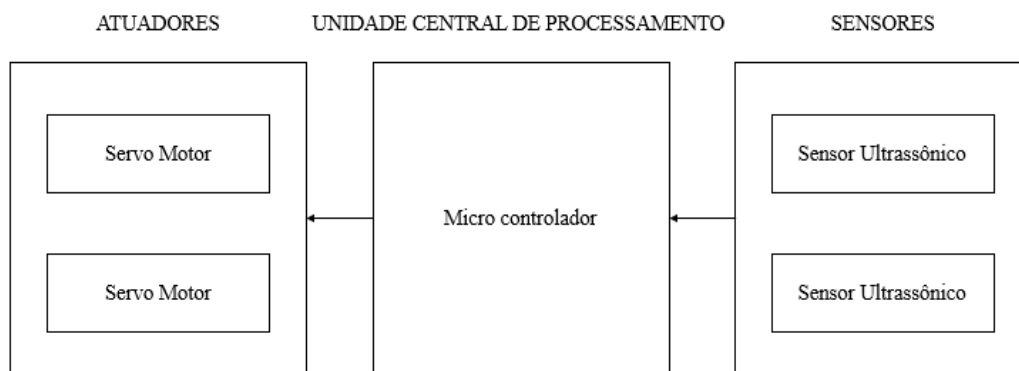 ATUADORES
UNIDADE CENTRAL DE PROCESSAMENTO
SENSORES
Servo Motor
Servo Motor
Micro controlador
Sensor Ultrassônico
Sensor Ultrassônico